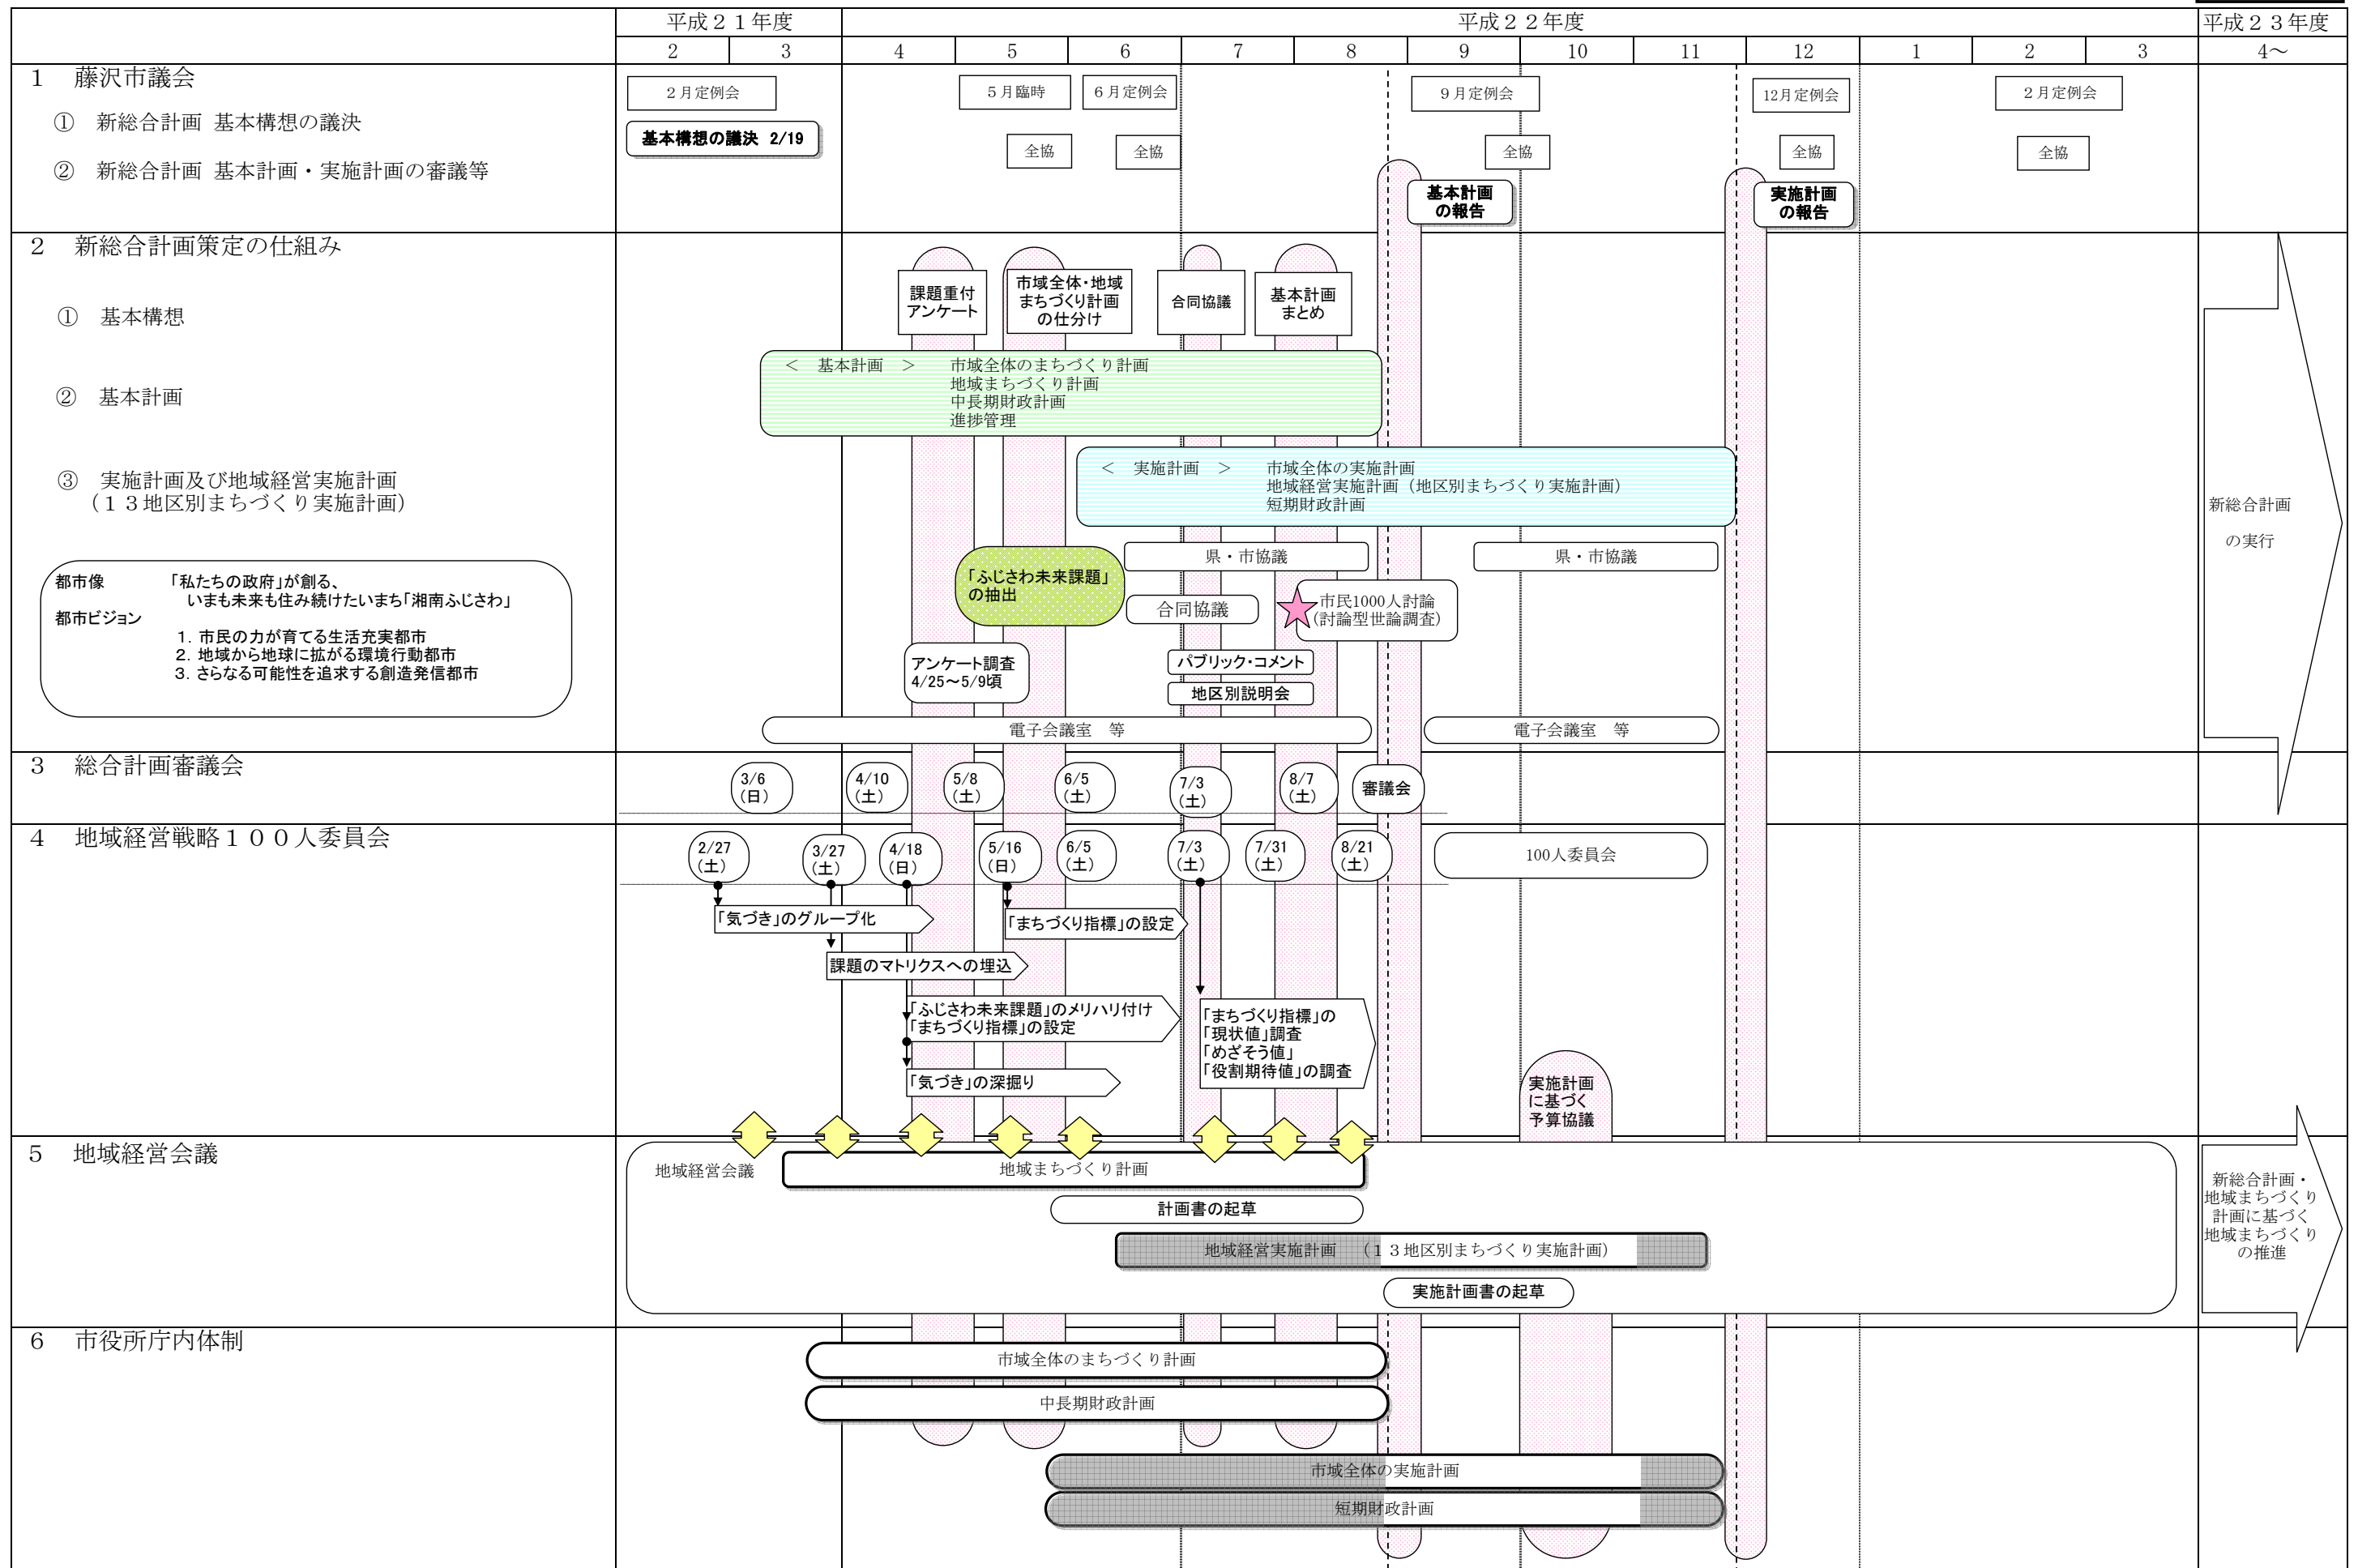 平成２１年度
平成２２年度
平成２３年度
2
3
4
5
6
7
8
9
10
11
12
1
2
3
4～
１　藤沢市議会
①　新総合計画 基本構想の議決
②　新総合計画 基本計画・実施計画の審議等
２月定例会
５月臨時
６月定例会
９月定例会
12月定例会
２月定例会
基本構想の議決 2/19
全協
全協
全協
全協
全協
基本計画
の報告
実施計画
の報告
２　新総合計画策定の仕組み
①　基本構想
②　基本計画
③　実施計画及び地域経営実施計画
（１３地区別まちづくり実施計画）
課題重付
アンケート
市域全体・地域
まちづくり計画
の仕分け
合同協議
基本計画
まとめ
＜　基本計画　＞　市域全体のまちづくり計画
地域まちづくり計画
中長期財政計画
進捗管理
＜　実施計画　＞　市域全体の実施計画
地域経営実施計画（地区別まちづくり実施計画）
短期財政計画
新総合計画
の実行
都市像　「私たちの政府」が創る、
いまも未来も住み続けたいまち「湘南ふじさわ」
都市ビジョン
1．市民の力が育てる生活充実都市
2．地域から地球に拡がる環境行動都市
3．さらなる可能性を追求する創造発信都市
「ふじさわ未来課題」
の抽出
県・市協議
県・市協議
合同協議
市民1000人討論
（討論型世論調査）
アンケート調査
4/25～5/9頃
パブリック・コメント
地区別説明会
電子会議室　等
電子会議室　等
３　総合計画審議会
3/6
（日）
4/10
（土）
5/8
（土）
6/5
（土）
7/3
（土）
8/7
（土）
審議会
４　地域経営戦略１００人委員会
2/27
（土）
3/27
（土）
4/18
（日）
5/16
（日）
6/5
（土）
7/3
（土）
7/31
（土）
8/21
（土）
100人委員会
「気づき」のグループ化
「まちづくり指標」の設定
課題のマトリクスへの埋込
「ふじさわ未来課題」のメリハリ付け
「まちづくり指標」の設定
「まちづくり指標」の
「現状値」調査
「めざそう値」
「役割期待値」の調査
「気づき」の深掘り
実施計画
に基づく
予算協議
５　地域経営会議
地域経営会議
地域まちづくり計画
計画書の起草
地域経営実施計画　（１３地区別まちづくり実施計画）
実施計画書の起草
新総合計画・
地域まちづくり
計画に基づく
地域まちづくり
の推進
６　市役所庁内体制
市域全体のまちづくり計画
中長期財政計画
市域全体の実施計画
短期財政計画